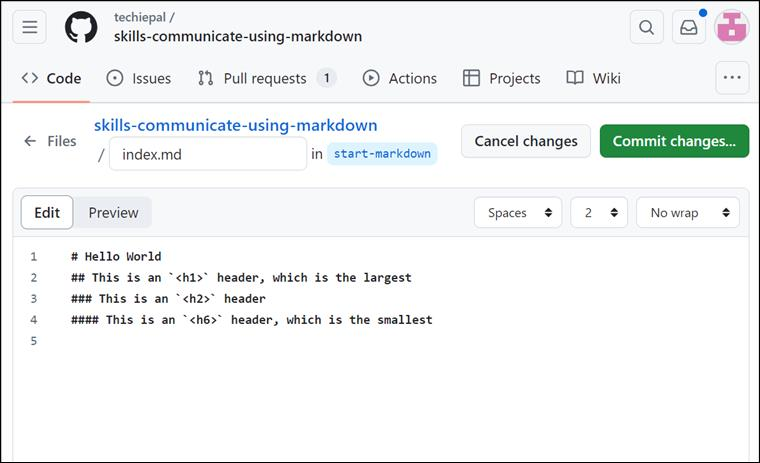 techiepal /
skills-communicate-using-markdown
Code Issues Pull requests 1 Actions Projects Wiki
skills-communicate-using-markdown
Files / index.md in start-markdown Cancel changes Commit changes...
Edit Preview Spaces 2 No wrap
1 # Hello World
2 ## This is an `<h1>` header, which is the largest
3 ### This is an `<h2>` header
4 #### This is an `<h6>` header, which is the smallest
5